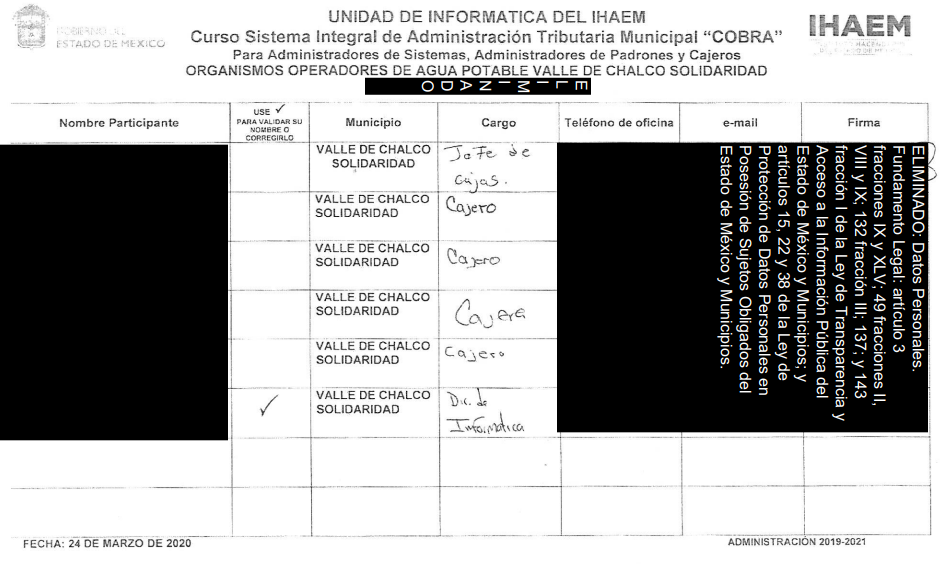 GOBIERNO DEL
ESTADO DE MÉXICO
UNIDAD DE INFORMATICA DEL IHAEM
Curso Sistema Integral de Administración Tributaria Municipal “COBRA”
Para Administradores de Sistemas, Administradores de Padrones y Cajeros
ORGANISMOS OPERADORES DE AGUA POTABLE VALLE DE CHALCO SOLIDARIDAD
ELIMINADO
IHAEM
Nombre Participante
USE ✓
PARA VALIDAR SU
NOMBRE O
CORREGIRLO
Municipio
Cargo
Teléfono de oficina
e-mail
Firma
VALLE DE CHALCO
SOLIDARIDAD
Jefe de
Cajas.
VALLE DE CHALCO
SOLIDARIDAD
Cajero
VALLE DE CHALCO
SOLIDARIDAD
Cajero
VALLE DE CHALCO
SOLIDARIDAD
Cajera
VALLE DE CHALCO
SOLIDARIDAD
Cajero
✓
VALLE DE CHALCO
SOLIDARIDAD
Dic. de
Informatica
ELIMINADO: Datos Personales.
Fundamento Legal: artículo 3
fracciones IX y XLV; 49 fracciones II,
VIII y IX; 132 fracción III; 137; y 143
fracción I de la Ley de Transparencia y
Acceso a la Información Pública del
Estado de México y Municipios; y
artículos 15, 22 y 38 de la Ley de
Protección de Datos Personales en
Posesión de Sujetos Obligados del
Estado de México y Municipios.
FECHA: 24 DE MARZO DE 2020
ADMINISTRACIÓN 2019-2021